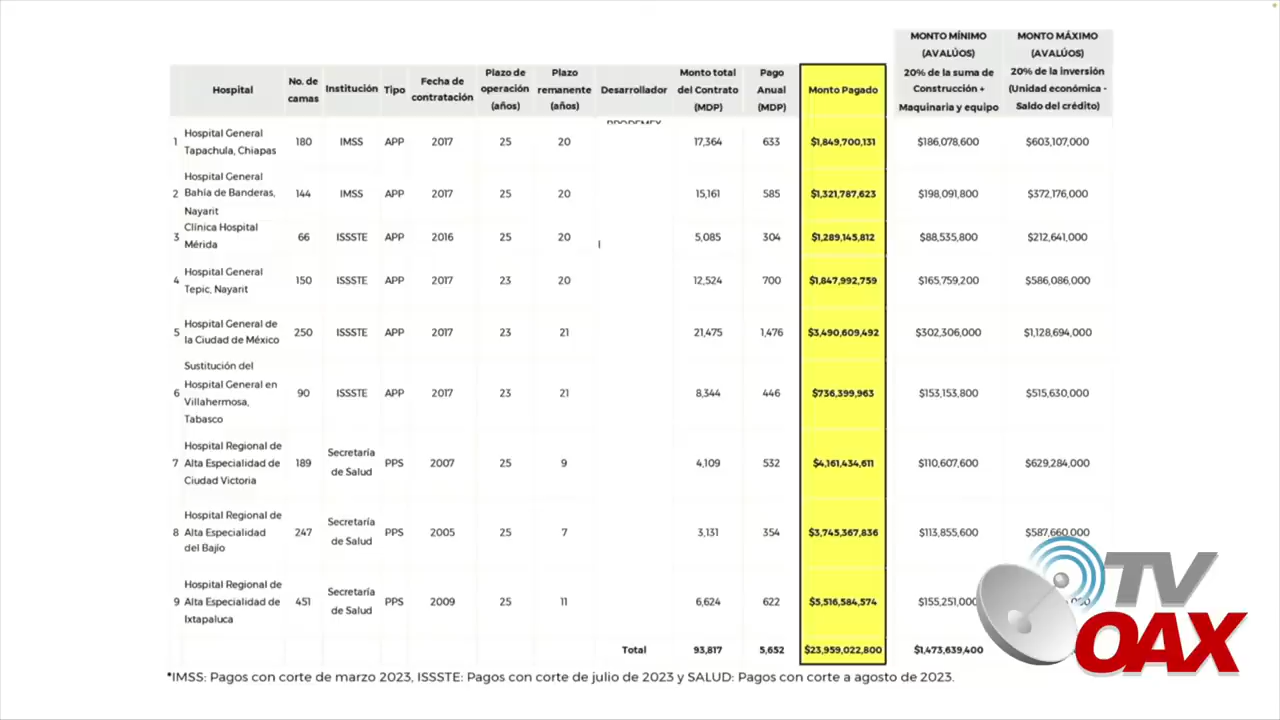 MONTO MÍNIMO MONTO MÁXIMO
(AVALÚOS) (AVALÚOS)
Hospital No. de camas Institución Tipo Fecha de contratación Plazo de operación (años) Plazo remanente (años) Desarrollador Monto total del Contrato (MDP) Pago Anual (MDP) Monto Pagado 20% de la suma de Construcción + Maquinaria y equipo 20% de la inversión (Unidad económica - Saldo del crédito)
1 Hospital General Tapachula, Chiapas 180 IMSS APP 2017 25 20 17,364 633 $1,849,700,131 $186,078,600 $603,107,000
2 Hospital General Bahía de Banderas, Nayarit 144 IMSS APP 2017 25 20 15,161 585 $1,321,787,623 $198,091,800 $372,176,000
3 Clínica Hospital Mérida 66 ISSSTE APP 2016 25 20 5,085 304 $1,289,145,812 $88,535,800 $212,641,000
4 Hospital General Tepic, Nayarit 150 ISSSTE APP 2017 23 20 12,524 700 $1,847,992,759 $165,759,200 $586,086,000
5 Hospital General de la Ciudad de México 250 ISSSTE APP 2017 23 21 21,475 1,476 $3,490,609,492 $302,306,000 $1,128,694,000
6 Sustitución del Hospital General en Villahermosa, Tabasco 90 ISSSTE APP 2017 23 21 8,344 446 $736,399,963 $153,153,800 $515,630,000
7 Hospital Regional de Alta Especialidad de Ciudad Victoria 189 Secretaría de Salud PPS 2007 25 9 4,109 532 $4,161,434,611 $110,607,600 $629,284,000
8 Hospital Regional de Alta Especialidad del Bajío 247 Secretaría de Salud PPS 2005 25 7 3,131 354 $3,745,367,836 $113,855,600 $587,660,000
9 Hospital Regional de Alta Especialidad de Ixtapaluca 451 Secretaría de Salud PPS 2009 25 11 6,624 622 $5,516,584,574 $155,251,000
Total 93,817 5,652 $23,959,022,800 $1,473,639,400
*IMSS: Pagos con corte de marzo 2023, ISSSTE: Pagos con corte de julio de 2023 y SALUD: Pagos con corte a agosto de 2023.
TV
OAX